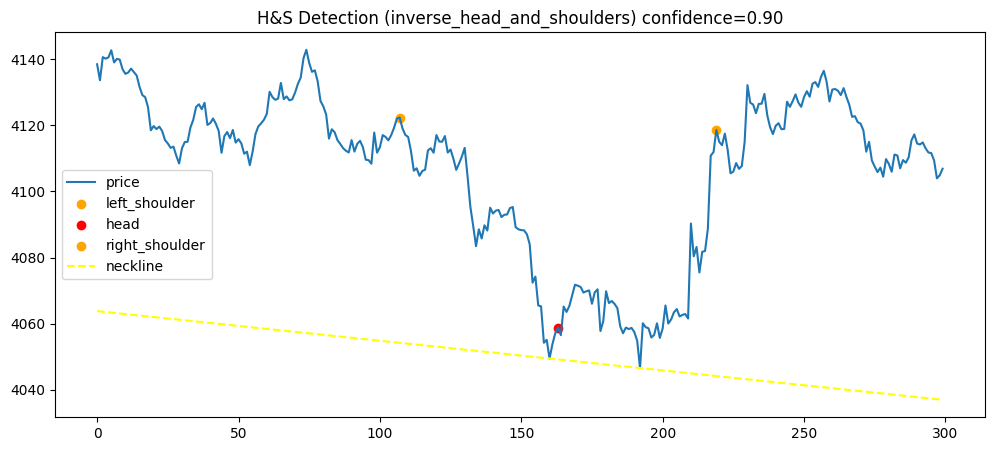 H&S Detection (inverse_head_and_shoulders) confidence=0.90
4140
4120
4100
4080
4060
4040
price
left_shoulder
head
right_shoulder
neckline
0
50
100
150
200
250
300